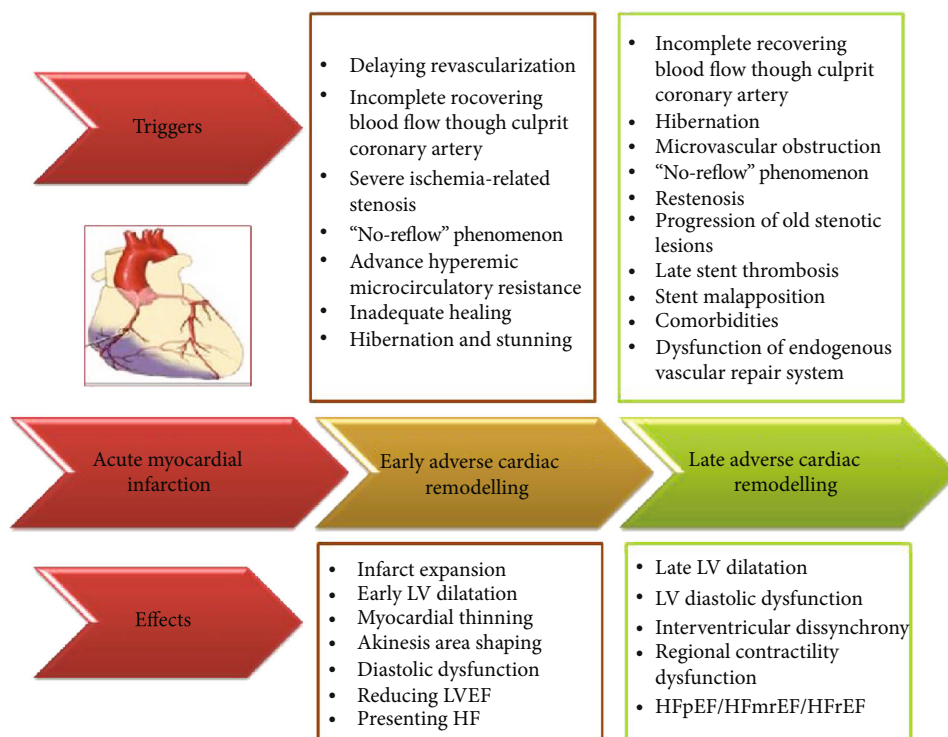 Triggers
• Delaying revascularization
• Incomplete rocovering
blood flow though culprit
coronary artery
• Severe ischemia-related
stenosis
• “No-reflow” phenomenon
• Advance hyperemic
microcirculatory resistance
• Inadequate healing
• Hibernation and stunning
• Incomplete recovering
blood flow though culprit
coronary artery
• Hibernation
• Microvascular obstruction
• “No-reflow” phenomenon
• Restenosis
• Progression of old stenotic
lesions
• Late stent thrombosis
• Stent malapposition
• Comorbidities
• Dysfunction of endogenous
vascular repair system
Acute myocardial
infarction
Early adverse cardiac
remodelling
Late adverse cardiac
remodelling
Effects
• Infarct expansion
• Early LV dilatation
• Myocardial thinning
• Akinesis area shaping
• Diastolic dysfunction
• Reducing LVEF
• Presenting HF
• Late LV dilatation
• LV diastolic dysfunction
• Interventricular dissynchrony
• Regional contractility
dysfunction
• HFpEF/HFmrEF/HFrEF